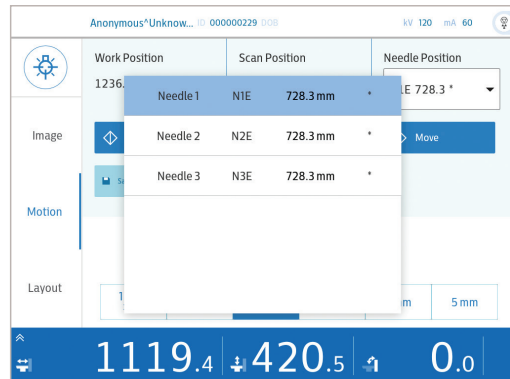 Anonymous^Unknow... ID 000000229 DOB kV 120 mA 60
Work Position Scan Position Needle Position
1236.
1E 728.3 *
Needle 1 N1E 728.3 mm *
Needle 2 N2E 728.3 mm *
Needle 3 N3E 728.3 mm *
Image
Move
Motion
Layout
5 mm
1119.4 420.5 0.0